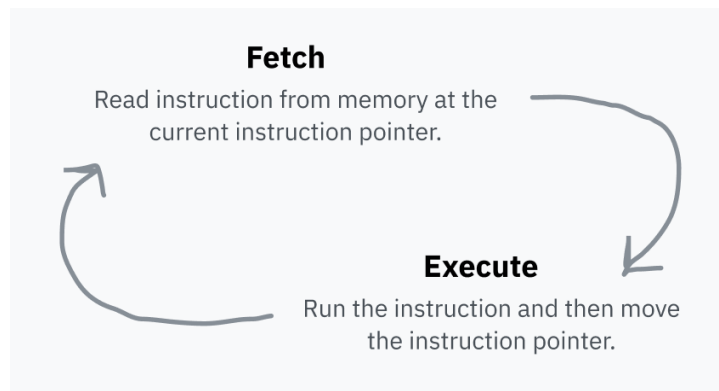 Fetch
Read instruction from memory at the
current instruction pointer.
Execute
Run the instruction and then move
the instruction pointer.